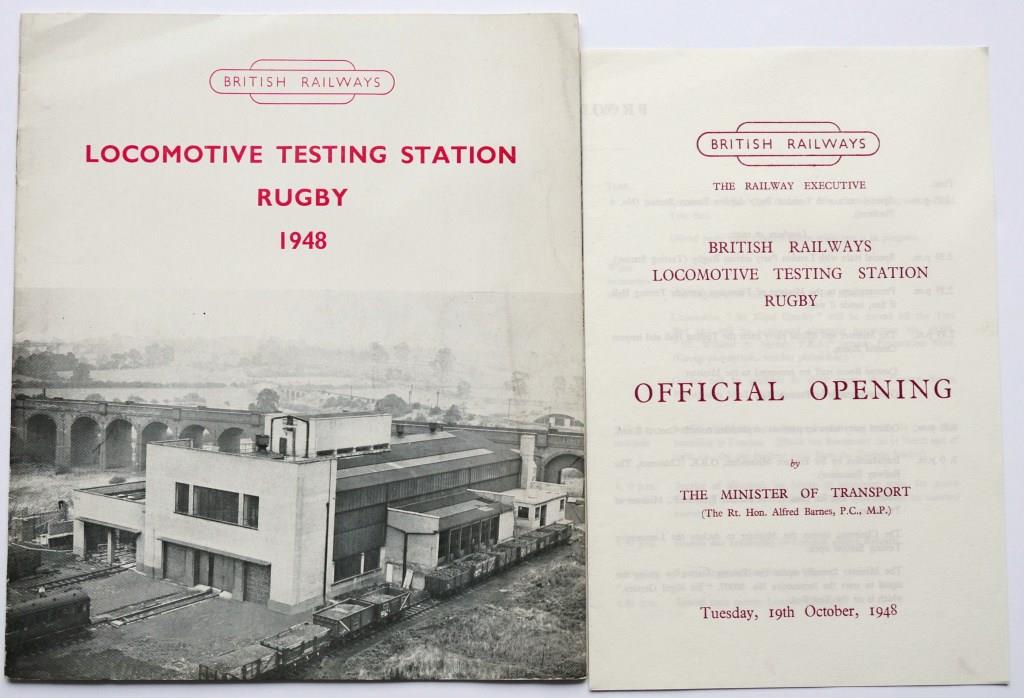 BRITISH RAILWAYS
LOCOMOTIVE TESTING STATION
RUGBY
1948
BRITISH RAILWAYS
THE RAILWAY EXECUTIVE
BRITISH RAILWAYS
LOCOMOTIVE TESTING STATION
RUGBY
OFFICIAL OPENING
by
THE MINISTER OF TRANSPORT
(The Rt. Hon. Alfred Barnes, P.C., M.P.)
Tuesday, 19th October, 1948